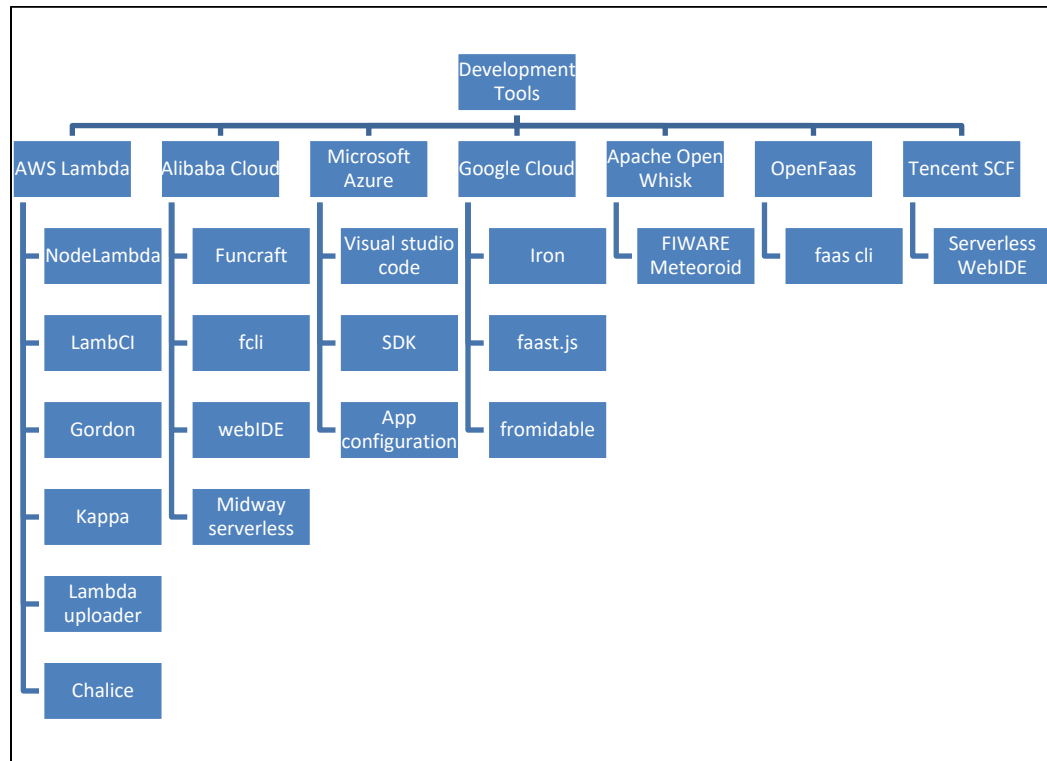 Development
Tools
AWS Lambda
Alibaba Cloud
Microsoft
Azure
Google Cloud
Apache Open
Whisk
OpenFaas
Tencent SCF
NodeLambda
LambCI
Gordon
Kappa
Lambda
uploader
Chalice
Funcraft
fcli
webIDE
Midway
serverless
Visual studio
code
SDK
App
configuration
Iron
faast.js
fromidable
FIWARE
Meteoroid
faas cli
Serverless
WebIDE